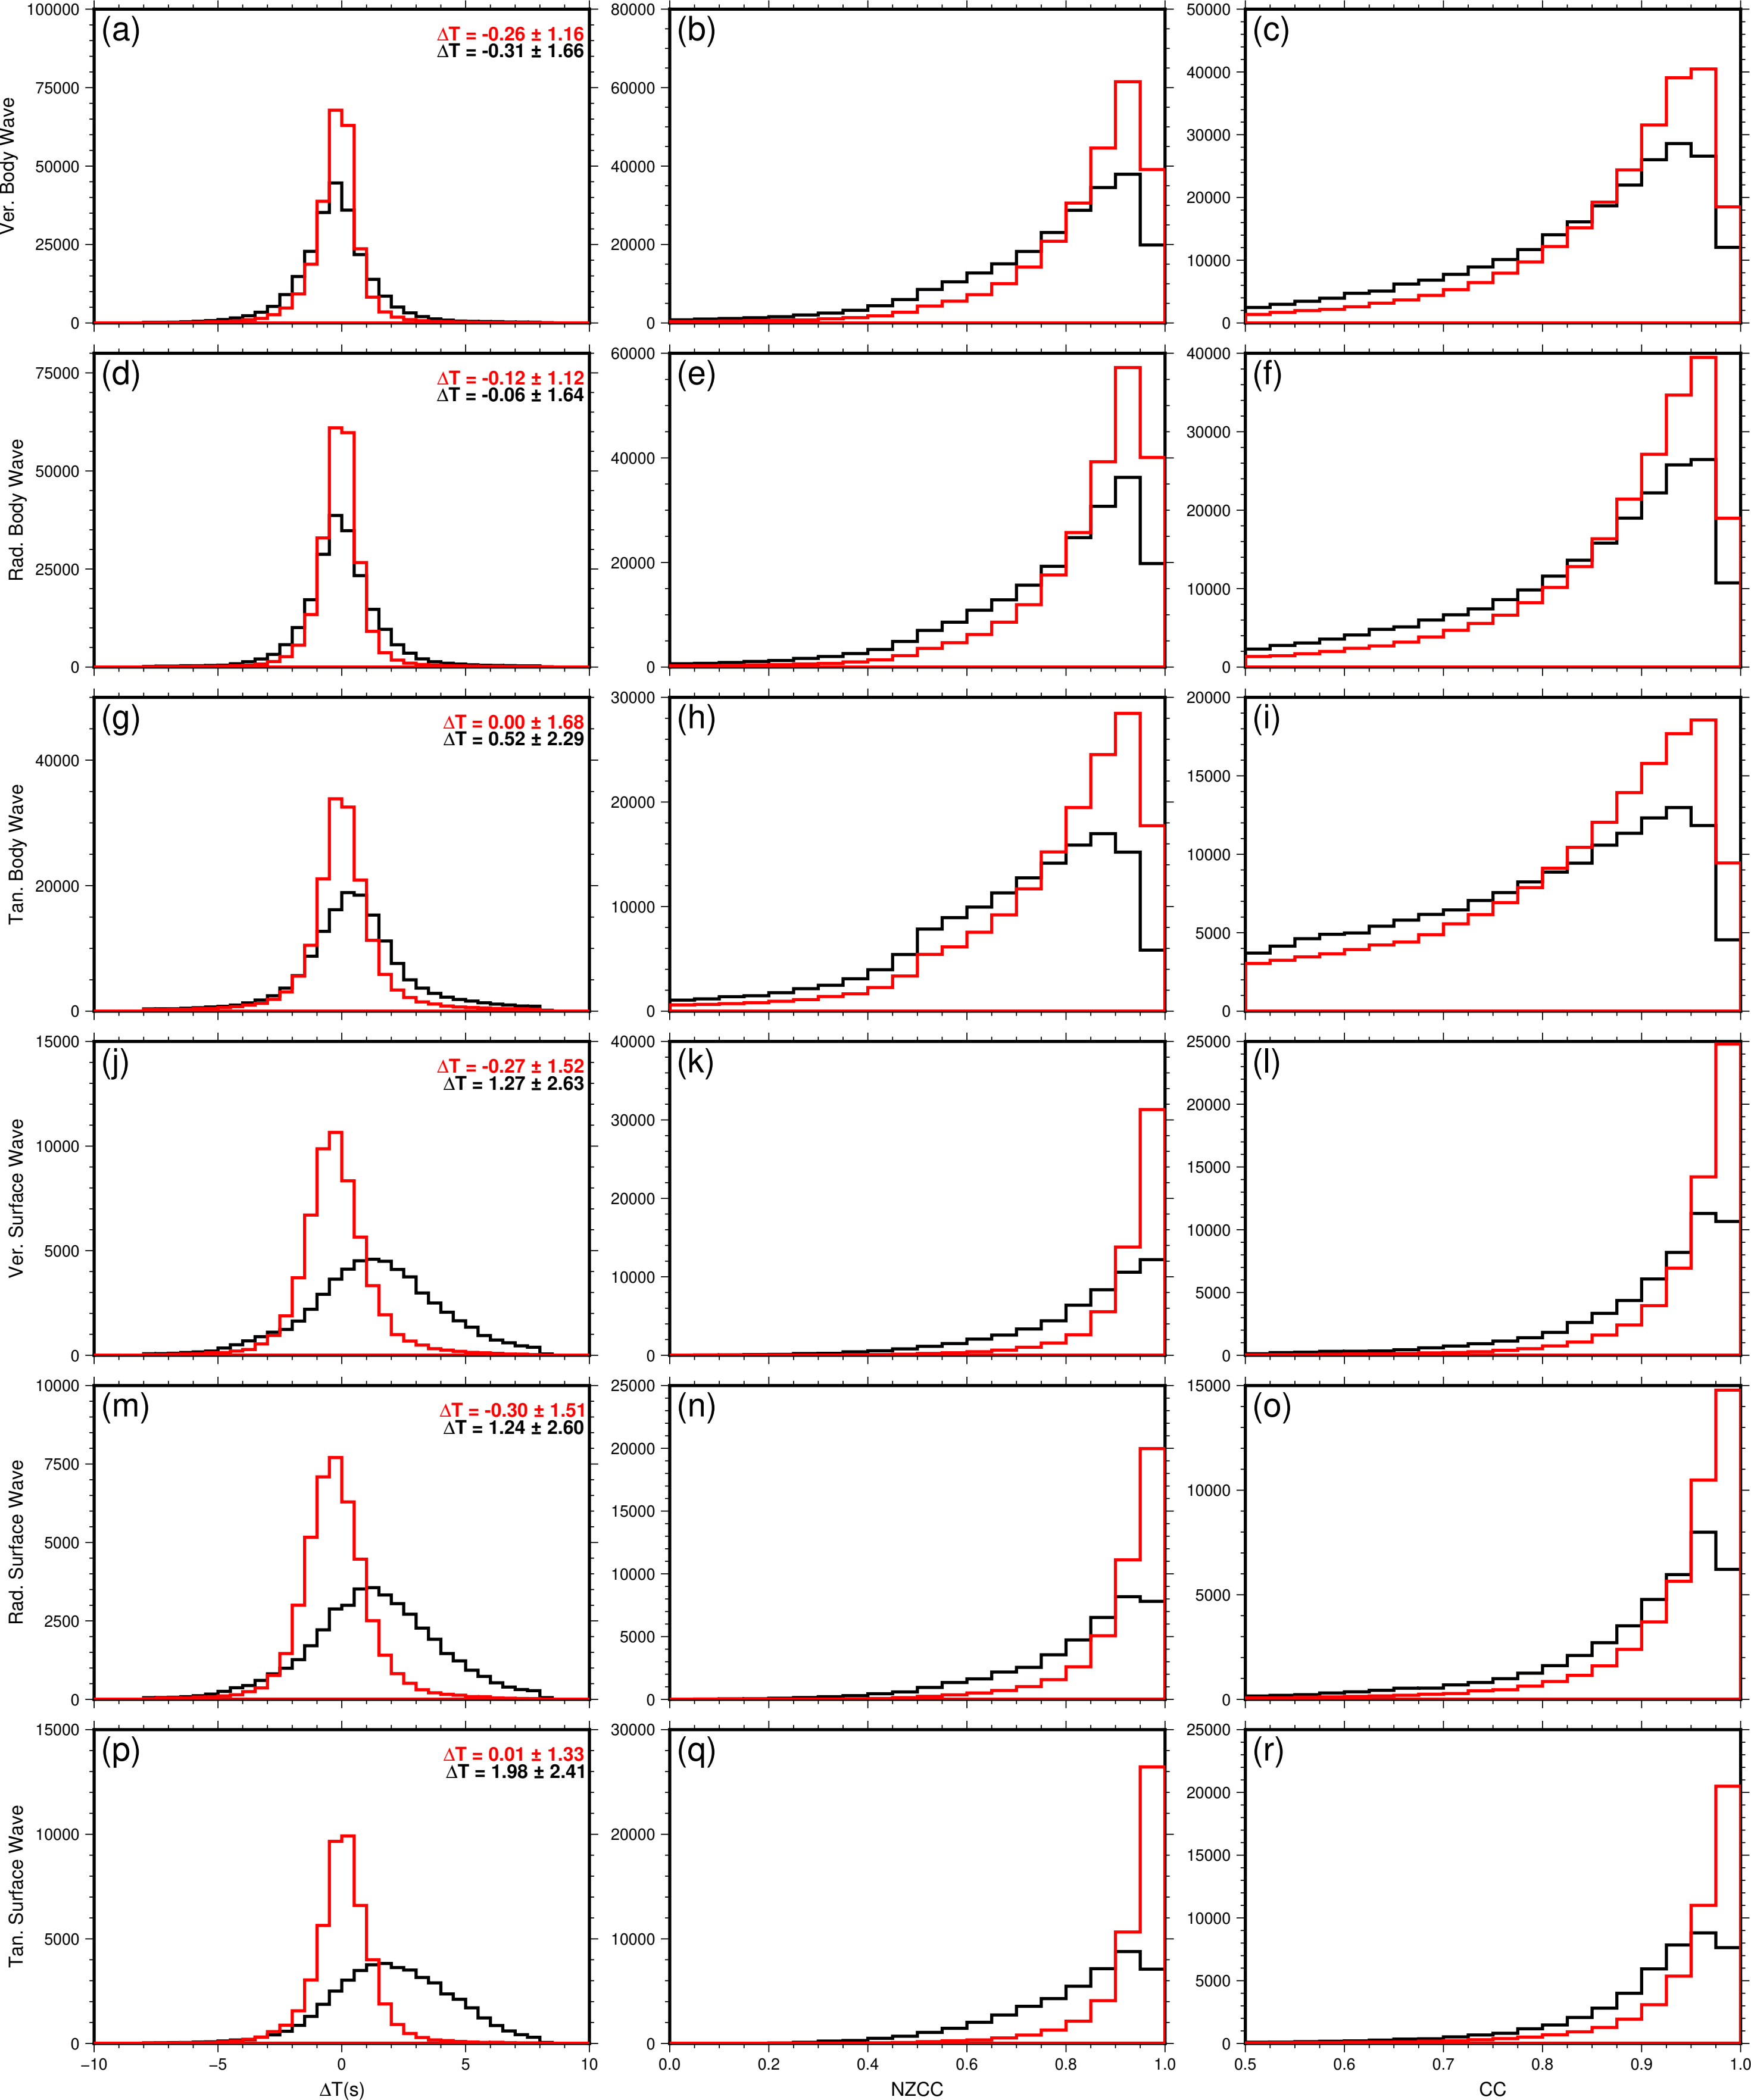 (a)
ΔT = -0.26 ± 1.16
ΔT = -0.31 ± 1.66
Ver. Body Wave
100000
75000
50000
25000
0
(b)
80000
60000
40000
20000
0
(c)
50000
40000
30000
20000
10000
0
(d)
ΔT = -0.12 ± 1.12
ΔT = -0.06 ± 1.64
Rad. Body Wave
75000
50000
25000
0
(e)
60000
40000
20000
0
(f)
40000
30000
20000
10000
0
(g)
ΔT = 0.00 ± 1.68
ΔT = 0.52 ± 2.29
Tan. Body Wave
40000
20000
0
(h)
30000
20000
10000
0
(i)
20000
15000
10000
5000
0
(j)
ΔT = -0.27 ± 1.52
ΔT = 1.27 ± 2.63
Ver. Surface Wave
15000
10000
5000
0
(k)
40000
30000
20000
10000
0
(l)
25000
20000
15000
10000
5000
0
(m)
ΔT = -0.30 ± 1.51
ΔT = 1.24 ± 2.60
Rad. Surface Wave
10000
7500
5000
2500
0
(n)
25000
20000
15000
10000
5000
0
(o)
15000
10000
5000
0
(p)
ΔT = 0.01 ± 1.33
ΔT = 1.98 ± 2.41
Tan. Surface Wave
15000
10000
5000
0
−10 −5 0 5 10
ΔT(s)
(q)
30000
20000
10000
0
0.0 0.2 0.4 0.6 0.8 1.0
NZCC
(r)
25000
20000
15000
10000
5000
0
0.5 0.6 0.7 0.8 0.9 1.0
CC